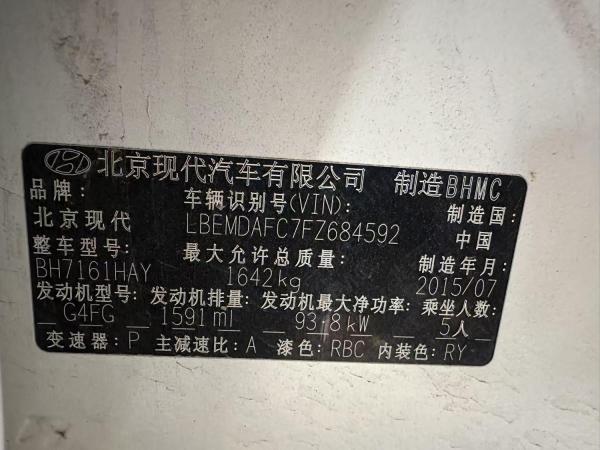 北京现代汽车有限公司 制造BHMC
品牌: 车辆识别号(VIN): 制造国:
北京现代 LBEMDAFC7FZ684592 中国
整车型号: 最大允许总质量: 制造年月:
BH7161HAY 1642kg 2015/07
发动机型号: 发动机排量: 发动机最大净功率: 乘坐人数:
G4FG 1591ml 93.8kW 5人
变速器: P 主减速比: A 漆色: RBC 内装色: RY